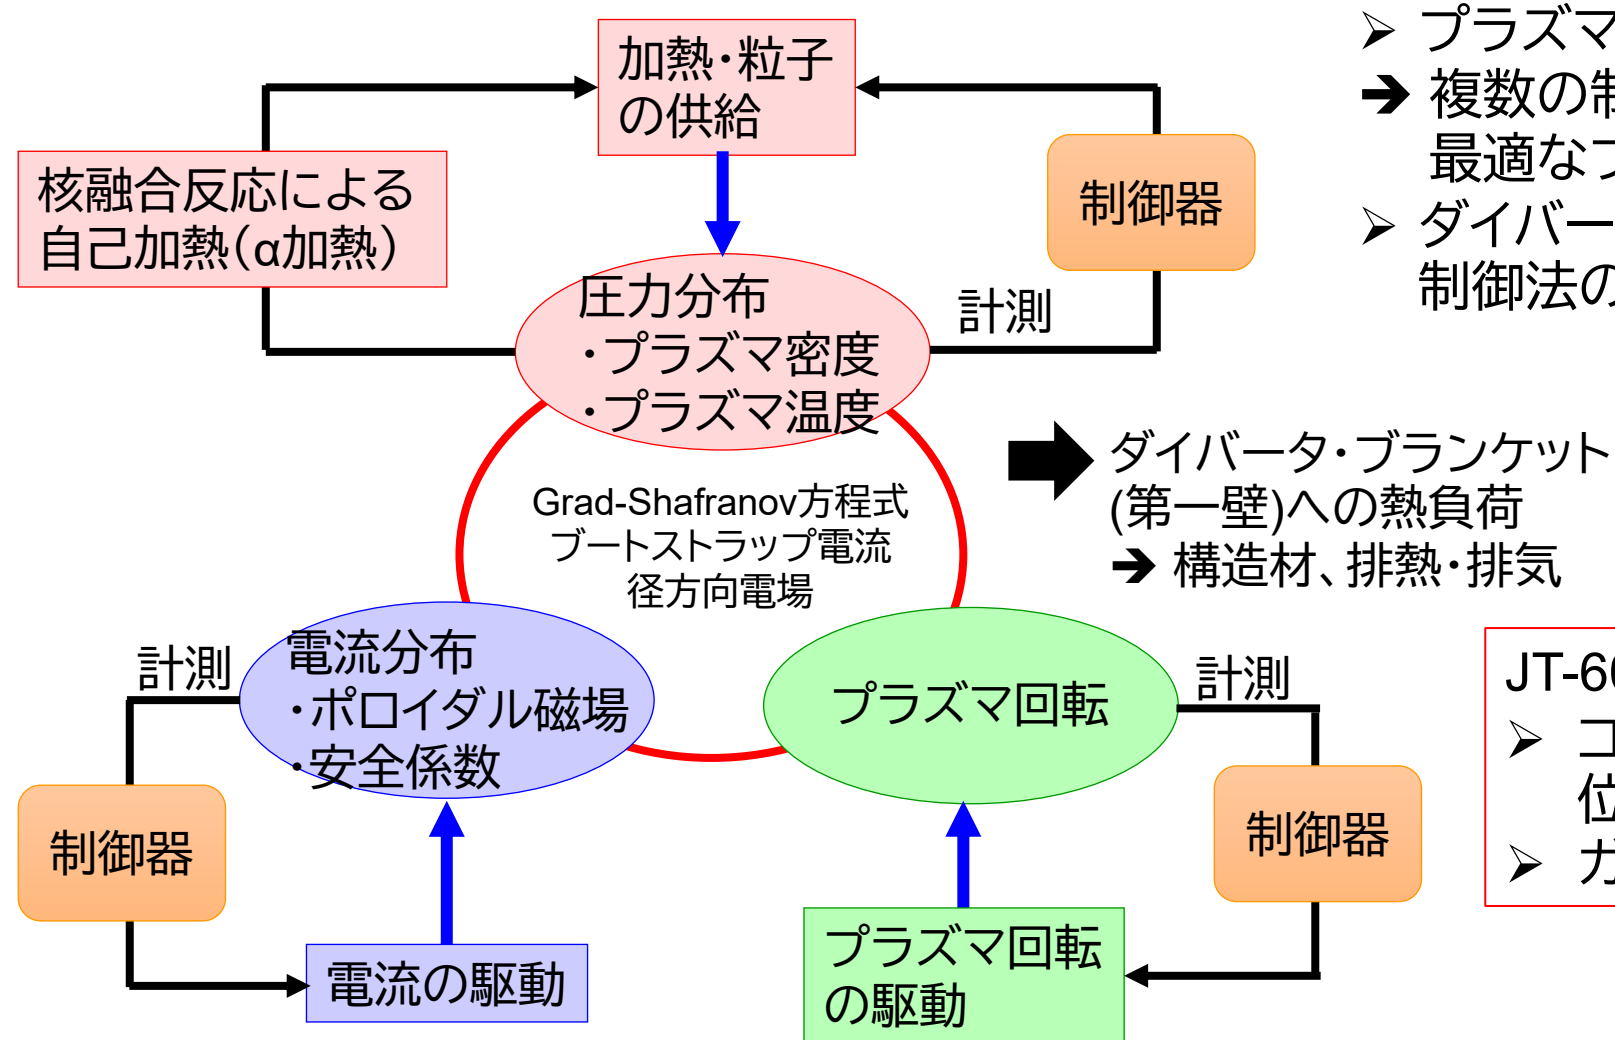 加熱・粒子
の供給
核融合反応による
自己加熱(α加熱)
制御器
圧力分布
・プラズマ密度
・プラズマ温度
計測
Grad-Shafranov方程式
ブートストラップ電流
径方向電場
➢ プラズマ
➔ 複数の
最適な
➢ ダイバー
制御法の
ダイバータ・ブランケット
(第一壁)への熱負荷
➔ 構造材、排熱・排気
計測
電流分布
・ポロイダル磁場
・安全係数
制御器
電流の駆動
プラズマ回転
計測
制御器
プラズマ回転
の駆動
JT-6
➢ コ
位
➢ ガ